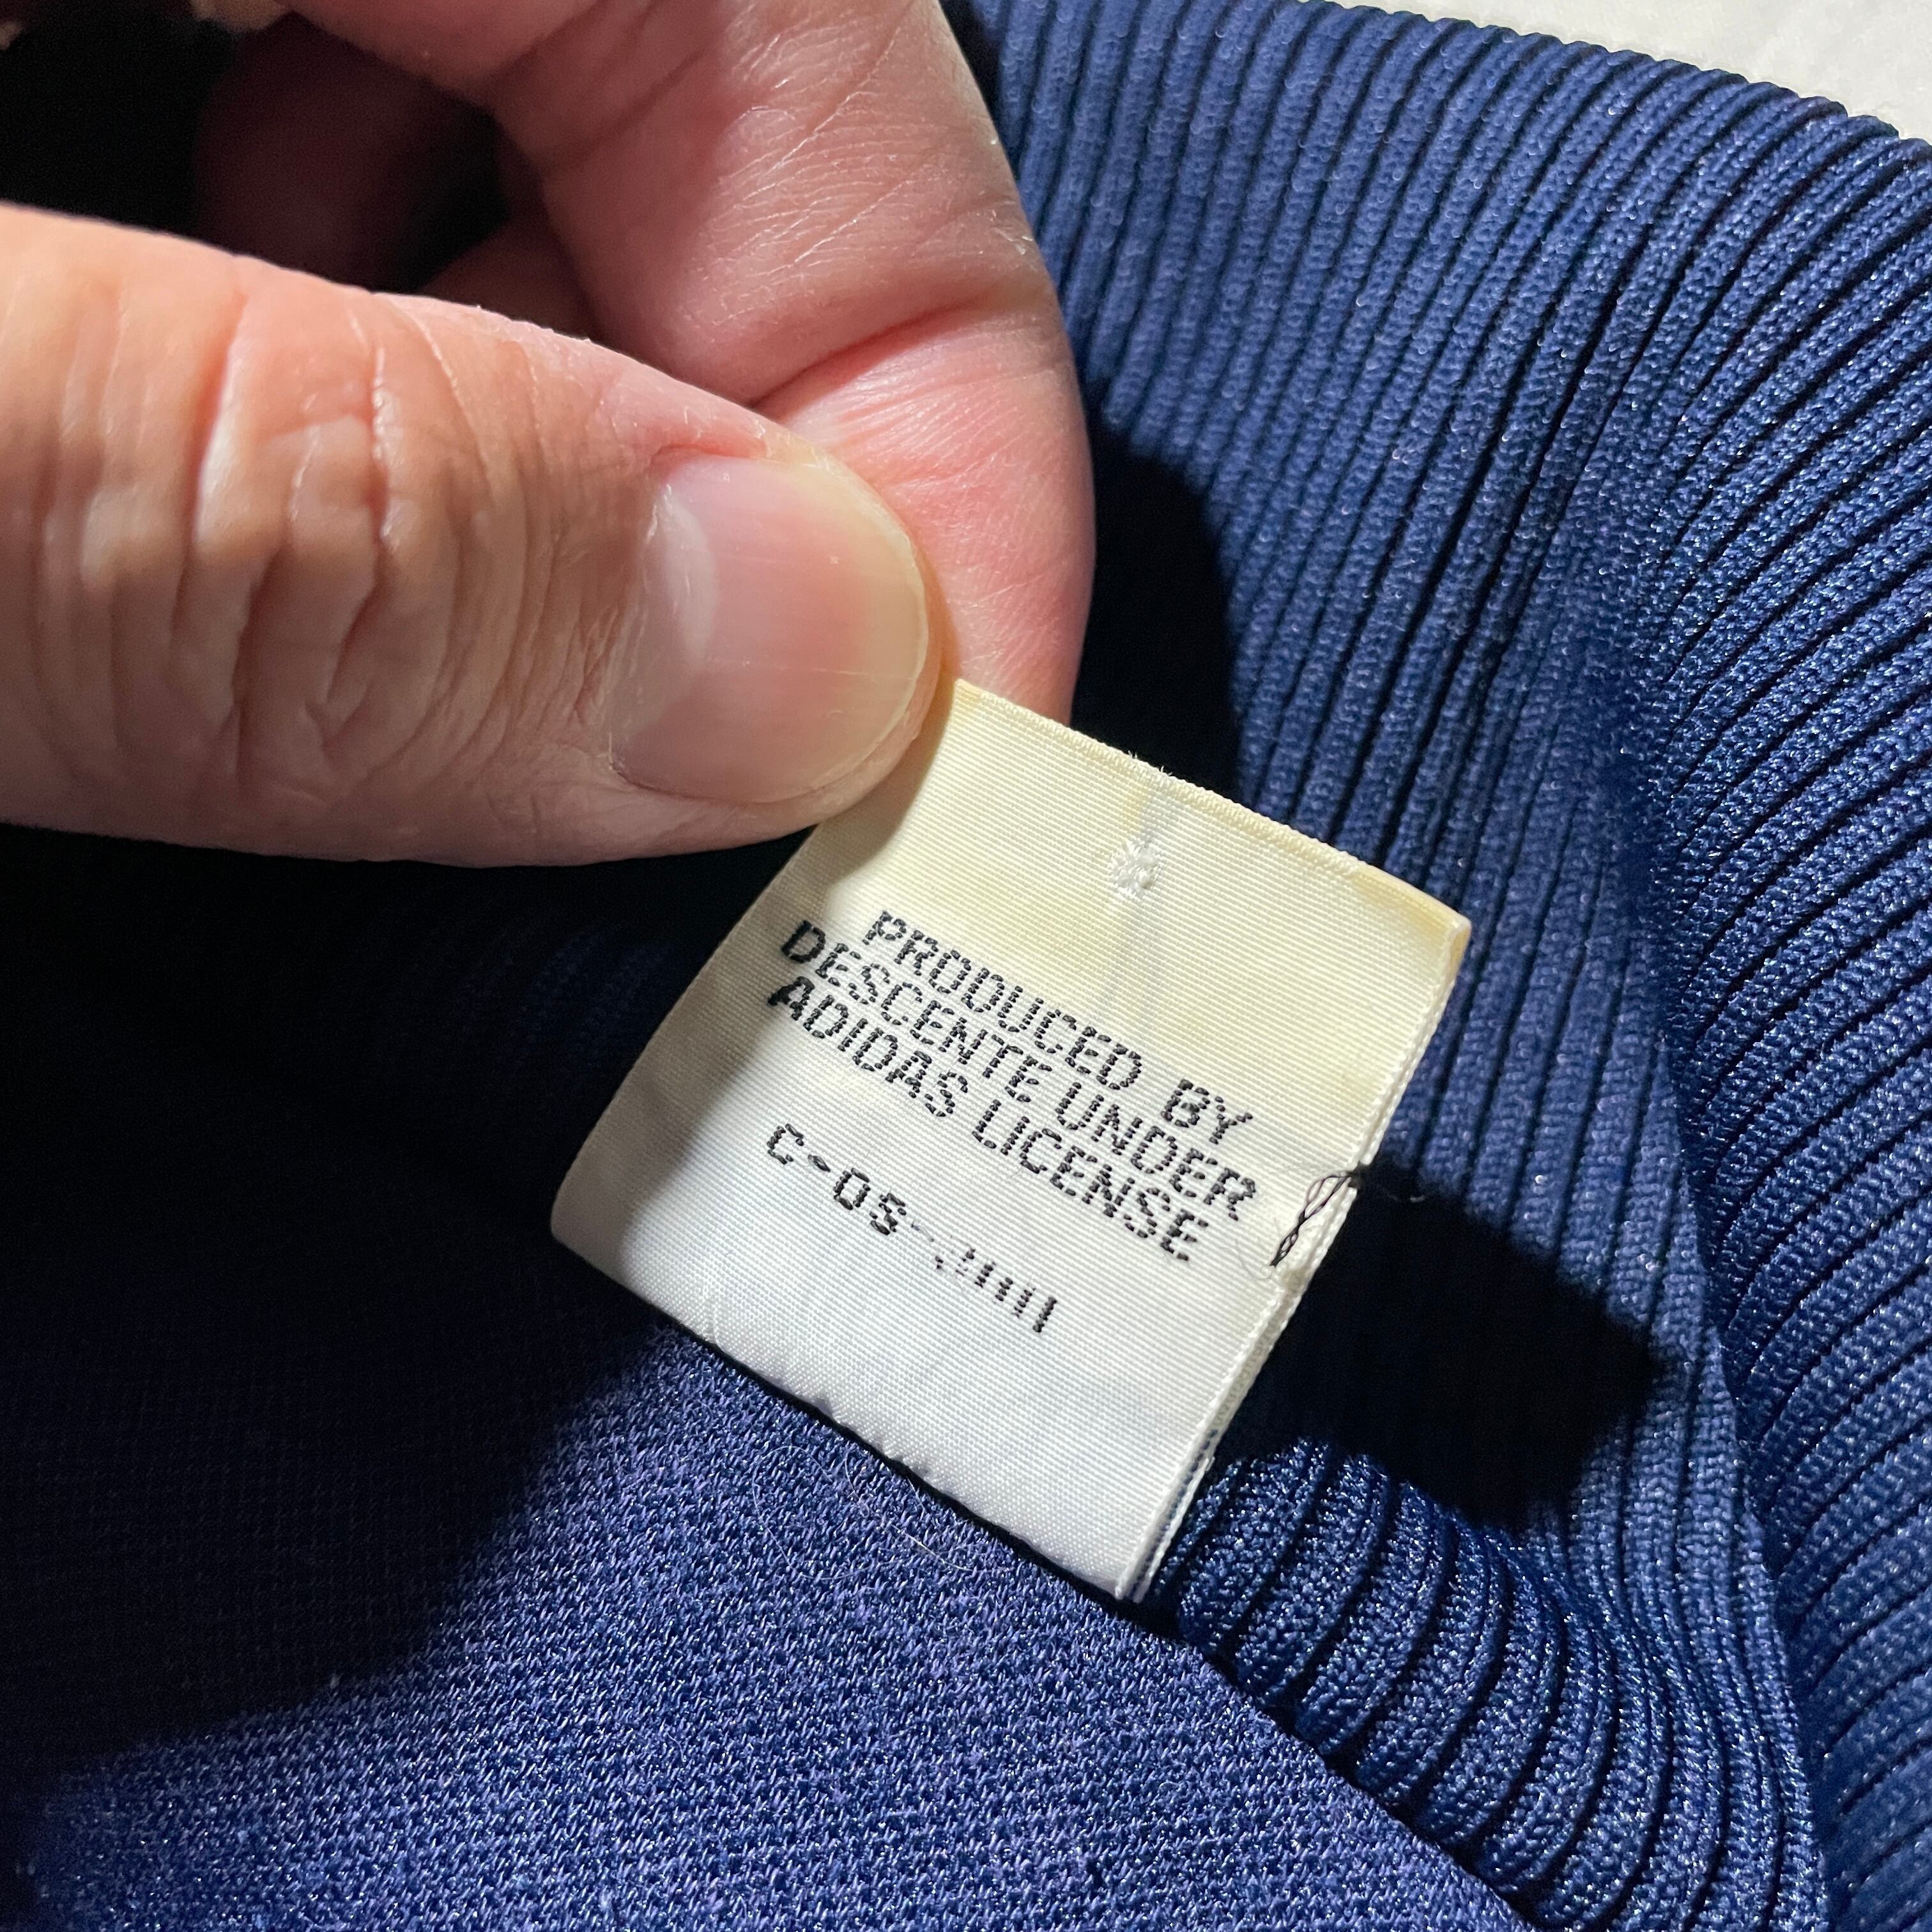 PRODUCED BY
DESCENTE UNDER
ADIDAS LICENSE